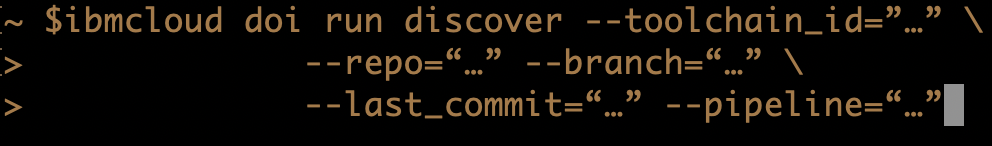 ~ $ibmcloud doi run discover --toolchain_id=”…” \
> --repo=“…” --branch=“…” \
> --last_commit=“…” --pipeline=“…”